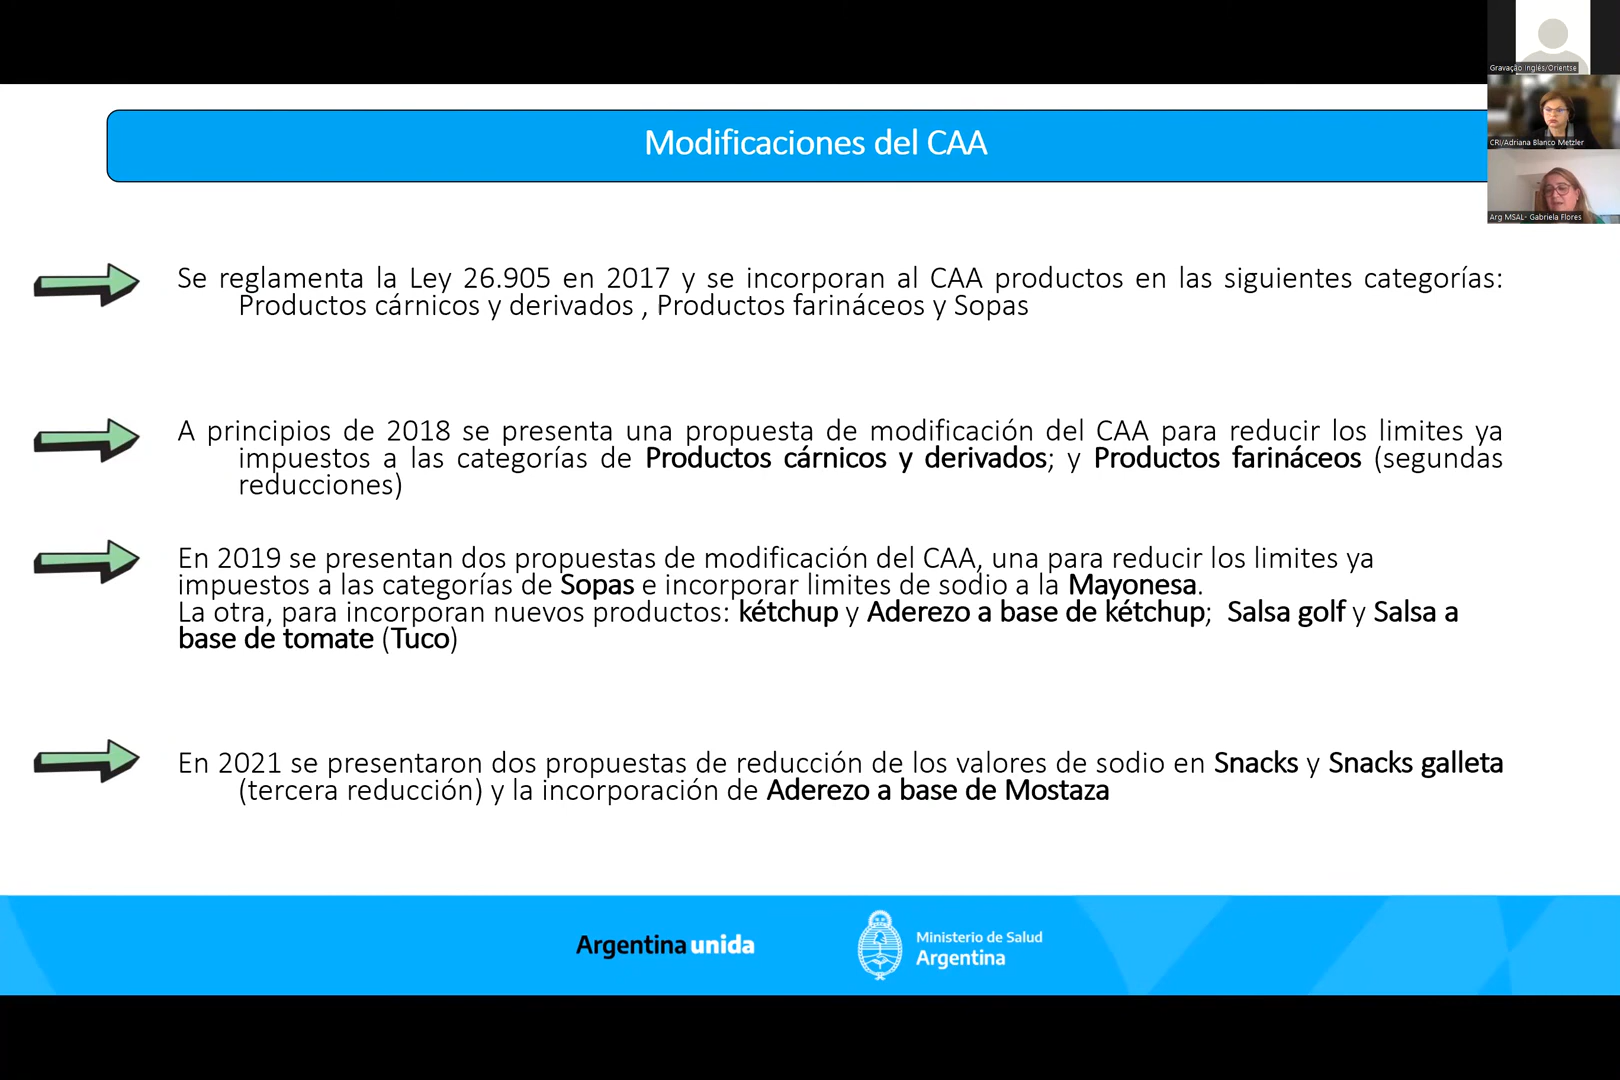 Modificaciones del CAA
Gravação Inglés/Orientse
CRI/Adriana Blanco Metzler
Arg MSAL- Gabriela Flores
Se reglamenta la Ley 26.905 en 2017 y se incorporan al CAA productos en las siguientes categorías:
Productos cárnicos y derivados , Productos farináceos y Sopas
A principios de 2018 se presenta una propuesta de modificación del CAA para reducir los limites ya
impuestos a las categorías de Productos cárnicos y derivados; y Productos farináceos (segundas
reducciones)
En 2019 se presentan dos propuestas de modificación del CAA, una para reducir los limites ya
impuestos a las categorías de Sopas e incorporar limites de sodio a la Mayonesa.
La otra, para incorporan nuevos productos: kétchup y Aderezo a base de kétchup; Salsa golf y Salsa a
base de tomate (Tuco)
En 2021 se presentaron dos propuestas de reducción de los valores de sodio en Snacks y Snacks galleta
(tercera reducción) y la incorporación de Aderezo a base de Mostaza
Argentina unida
Ministerio de Salud
Argentina